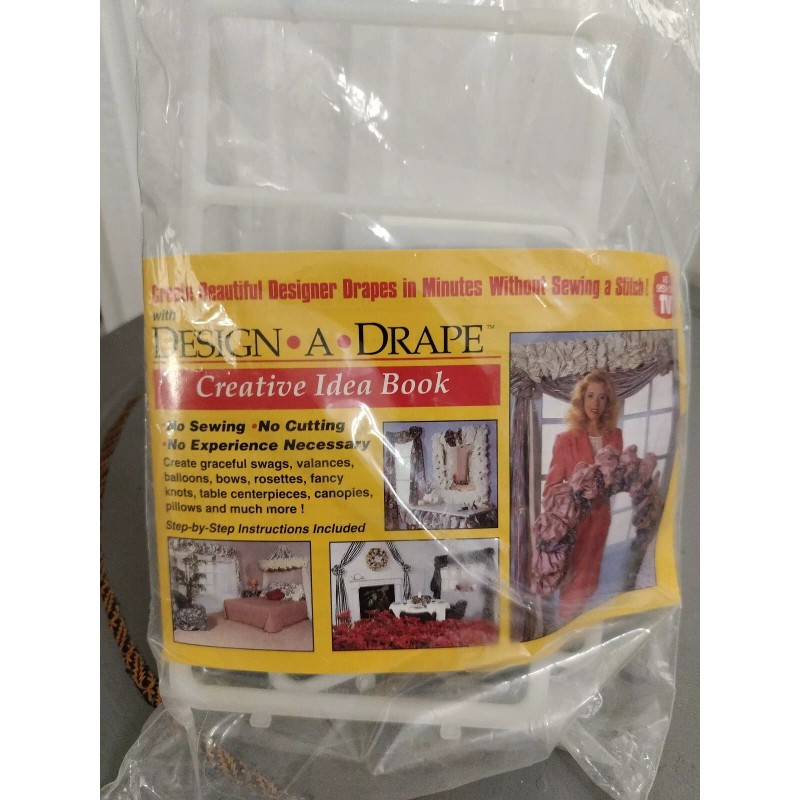 Create Beautiful Designer Drapes in Minutes Without Sewing a Stitch!
with
DESIGN • A • DRAPE™
Creative Idea Book
•No Sewing •No Cutting
•No Experience Necessary
Create graceful swags, valances,
balloons, bows, rosettes, fancy
knots, table centerpieces, canopies,
pillows and much more !
Step-by-Step Instructions Included
TV